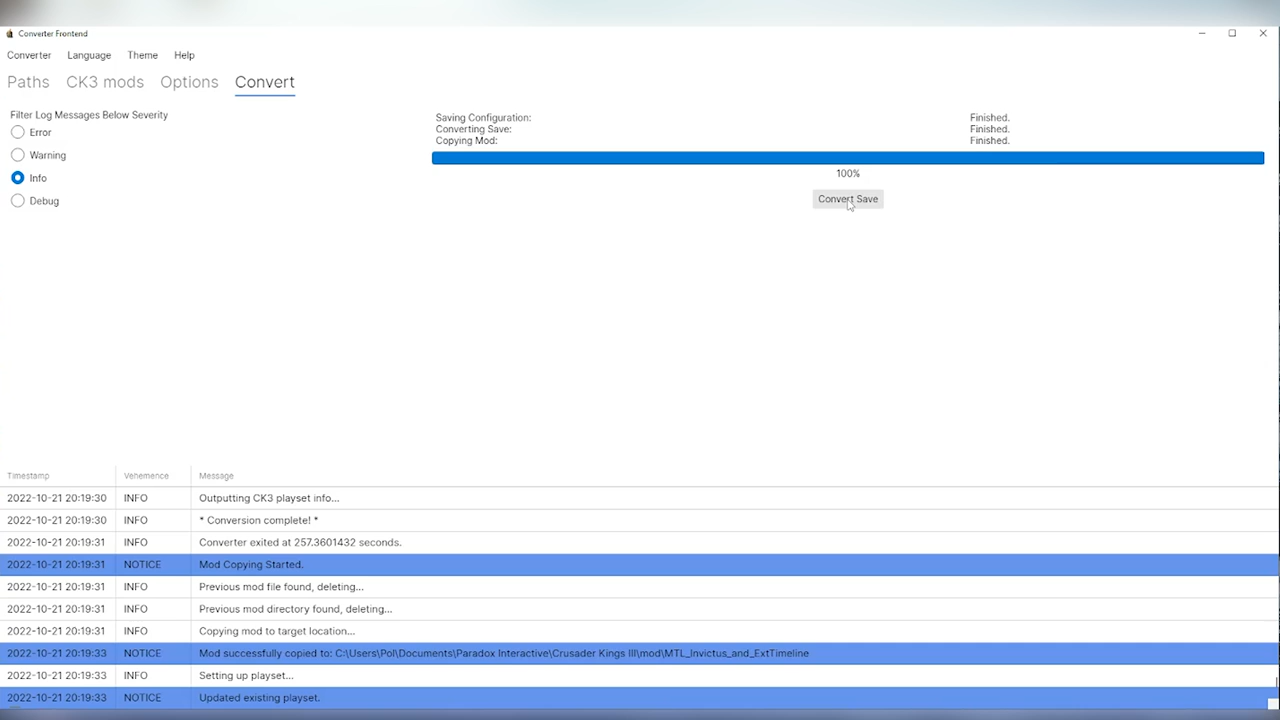 Converter Frontend
Converter Language Theme Help
Paths CK3 mods Options Convert
Filter Log Messages Below Severity
Error
Warning
Info
Debug
Saving Configuration: Finished.
Converting Save: Finished.
Copying Mod: Finished.
100%
Convert Save
Timestamp Vehemence Message
2022-10-21 20:19:30 INFO Outputting CK3 playset info...
2022-10-21 20:19:30 INFO * Conversion complete! *
2022-10-21 20:19:31 INFO Converter exited at 257.3601432 seconds.
2022-10-21 20:19:31 NOTICE Mod Copying Started.
2022-10-21 20:19:31 INFO Previous mod file found, deleting...
2022-10-21 20:19:31 INFO Previous mod directory found, deleting...
2022-10-21 20:19:31 INFO Copying mod to target location...
2022-10-21 20:19:33 NOTICE Mod successfully copied to: C:\Users\Pol\Documents\Paradox Interactive\Crusader Kings III\mod\MTL_Invictus_and_ExtTimeline
2022-10-21 20:19:33 INFO Setting up playset...
2022-10-21 20:19:33 NOTICE Updated existing playset.